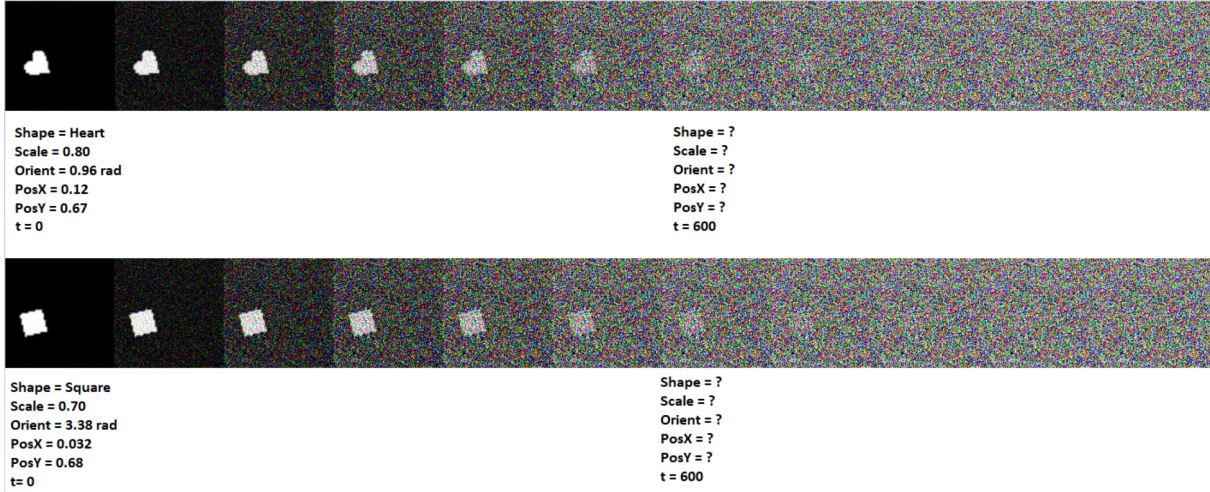 Shape = Heart
Scale = 0.80
Orient = 0.96 rad
PosX = 0.12
PosY = 0.67
t = 0
Shape = ?
Scale = ?
Orient = ?
PosX = ?
PosY = ?
t = 600
Shape = Square
Scale = 0.70
Orient = 3.38 rad
PosX = 0.032
PosY = 0.68
t= 0
Shape = ?
Scale = ?
Orient = ?
PosX = ?
PosY = ?
t = 600